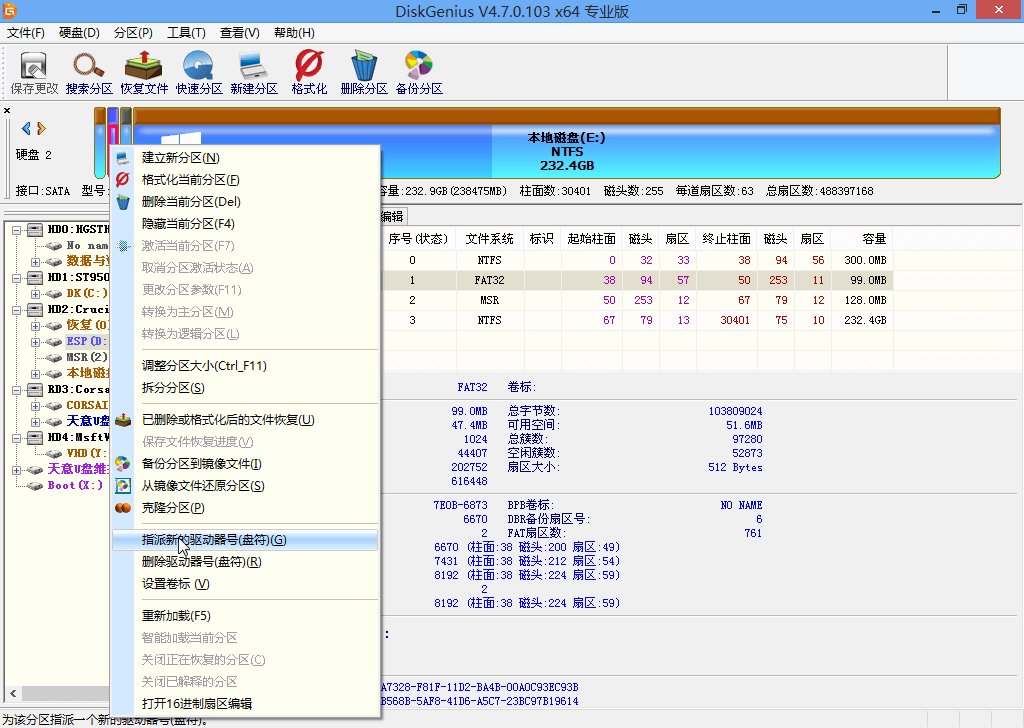 DiskGenius V4.7.0.103 x64 专业版
文件(F) 硬盘(D) 分区(P) 工具(T) 查看(V) 帮助(H)
保存更改 搜索分区 恢复文件 快速分区 新建分区 格式化 删除分区 备份分区
硬盘 2
本地磁盘(E:)
NTFS
232.4GB
接口:SATA 型号: 容量:232.9GB(238475MB) 柱面数:30401 磁头数:255 每道扇区数:63 总扇区数:488397168
HD0:HGSTH
No nam
数据与
HD1:ST950
DK(C:)
HD2:Cruci
恢复(O
ESP(D:
MSR(2)
本地磁
RD3:Corsa
CORSAI
天意U盘
HD4:MsftV
VHD(Y:
天意U盘维
Boot(X:)
建立新分区(N)
格式化当前分区(F)
删除当前分区(Del)
隐藏当前分区(F4)
激活当前分区(F7)
取消分区激活状态(A)
更改分区参数(F11)
转换为主分区(M)
转换为逻辑分区(L)
调整分区大小(Ctrl_F11)
拆分分区(S)
已删除或格式化后的文件恢复(U)
保存文件恢复进度(V)
备份分区到镜像文件(I)
从镜像文件还原分区(S)
克隆分区(P)
指派新的驱动器号(盘符)(G)
删除驱动器号(盘符)(R)
设置卷标 (V)
重新加载(F5)
智能加载当前分区
关闭正在恢复的分区(C)
关闭已解释的分区
打开16进制扇区编辑
编辑
序号(状态) 文件系统 标识 起始柱面 磁头 扇区 终止柱面 磁头 扇区 容量
0 NTFS 0 32 33 38 94 56 300.0MB
1 FAT32 38 94 57 50 253 11 99.0MB
2 MSR 50 253 12 67 79 12 128.0MB
3 NTFS 67 79 13 30401 75 10 232.4GB
FAT32 卷标:
99.0MB 总字节数: 103809024
47.4MB 可用空间: 51.6MB
1024 总簇数: 97280
44407 空闲簇数: 52873
202752 扇区大小: 512 Bytes
616448
7E0B-6873 BPB卷标: NO NAME
6670 DBR备份扇区号: 6
2 FAT扇区数: 761
6670 (柱面:38 磁头:200 扇区:49)
7431 (柱面:38 磁头:212 扇区:54)
8192 (柱面:38 磁头:224 扇区:59)
2
8192 (柱面:38 磁头:224 扇区:59)
:
A7328-F81F-11D2-BA4B-00A0C93EC93B
B568B-5AF8-41D6-A5C7-23BC97B19614
为该分区指派一个新的驱动器号(盘符)。